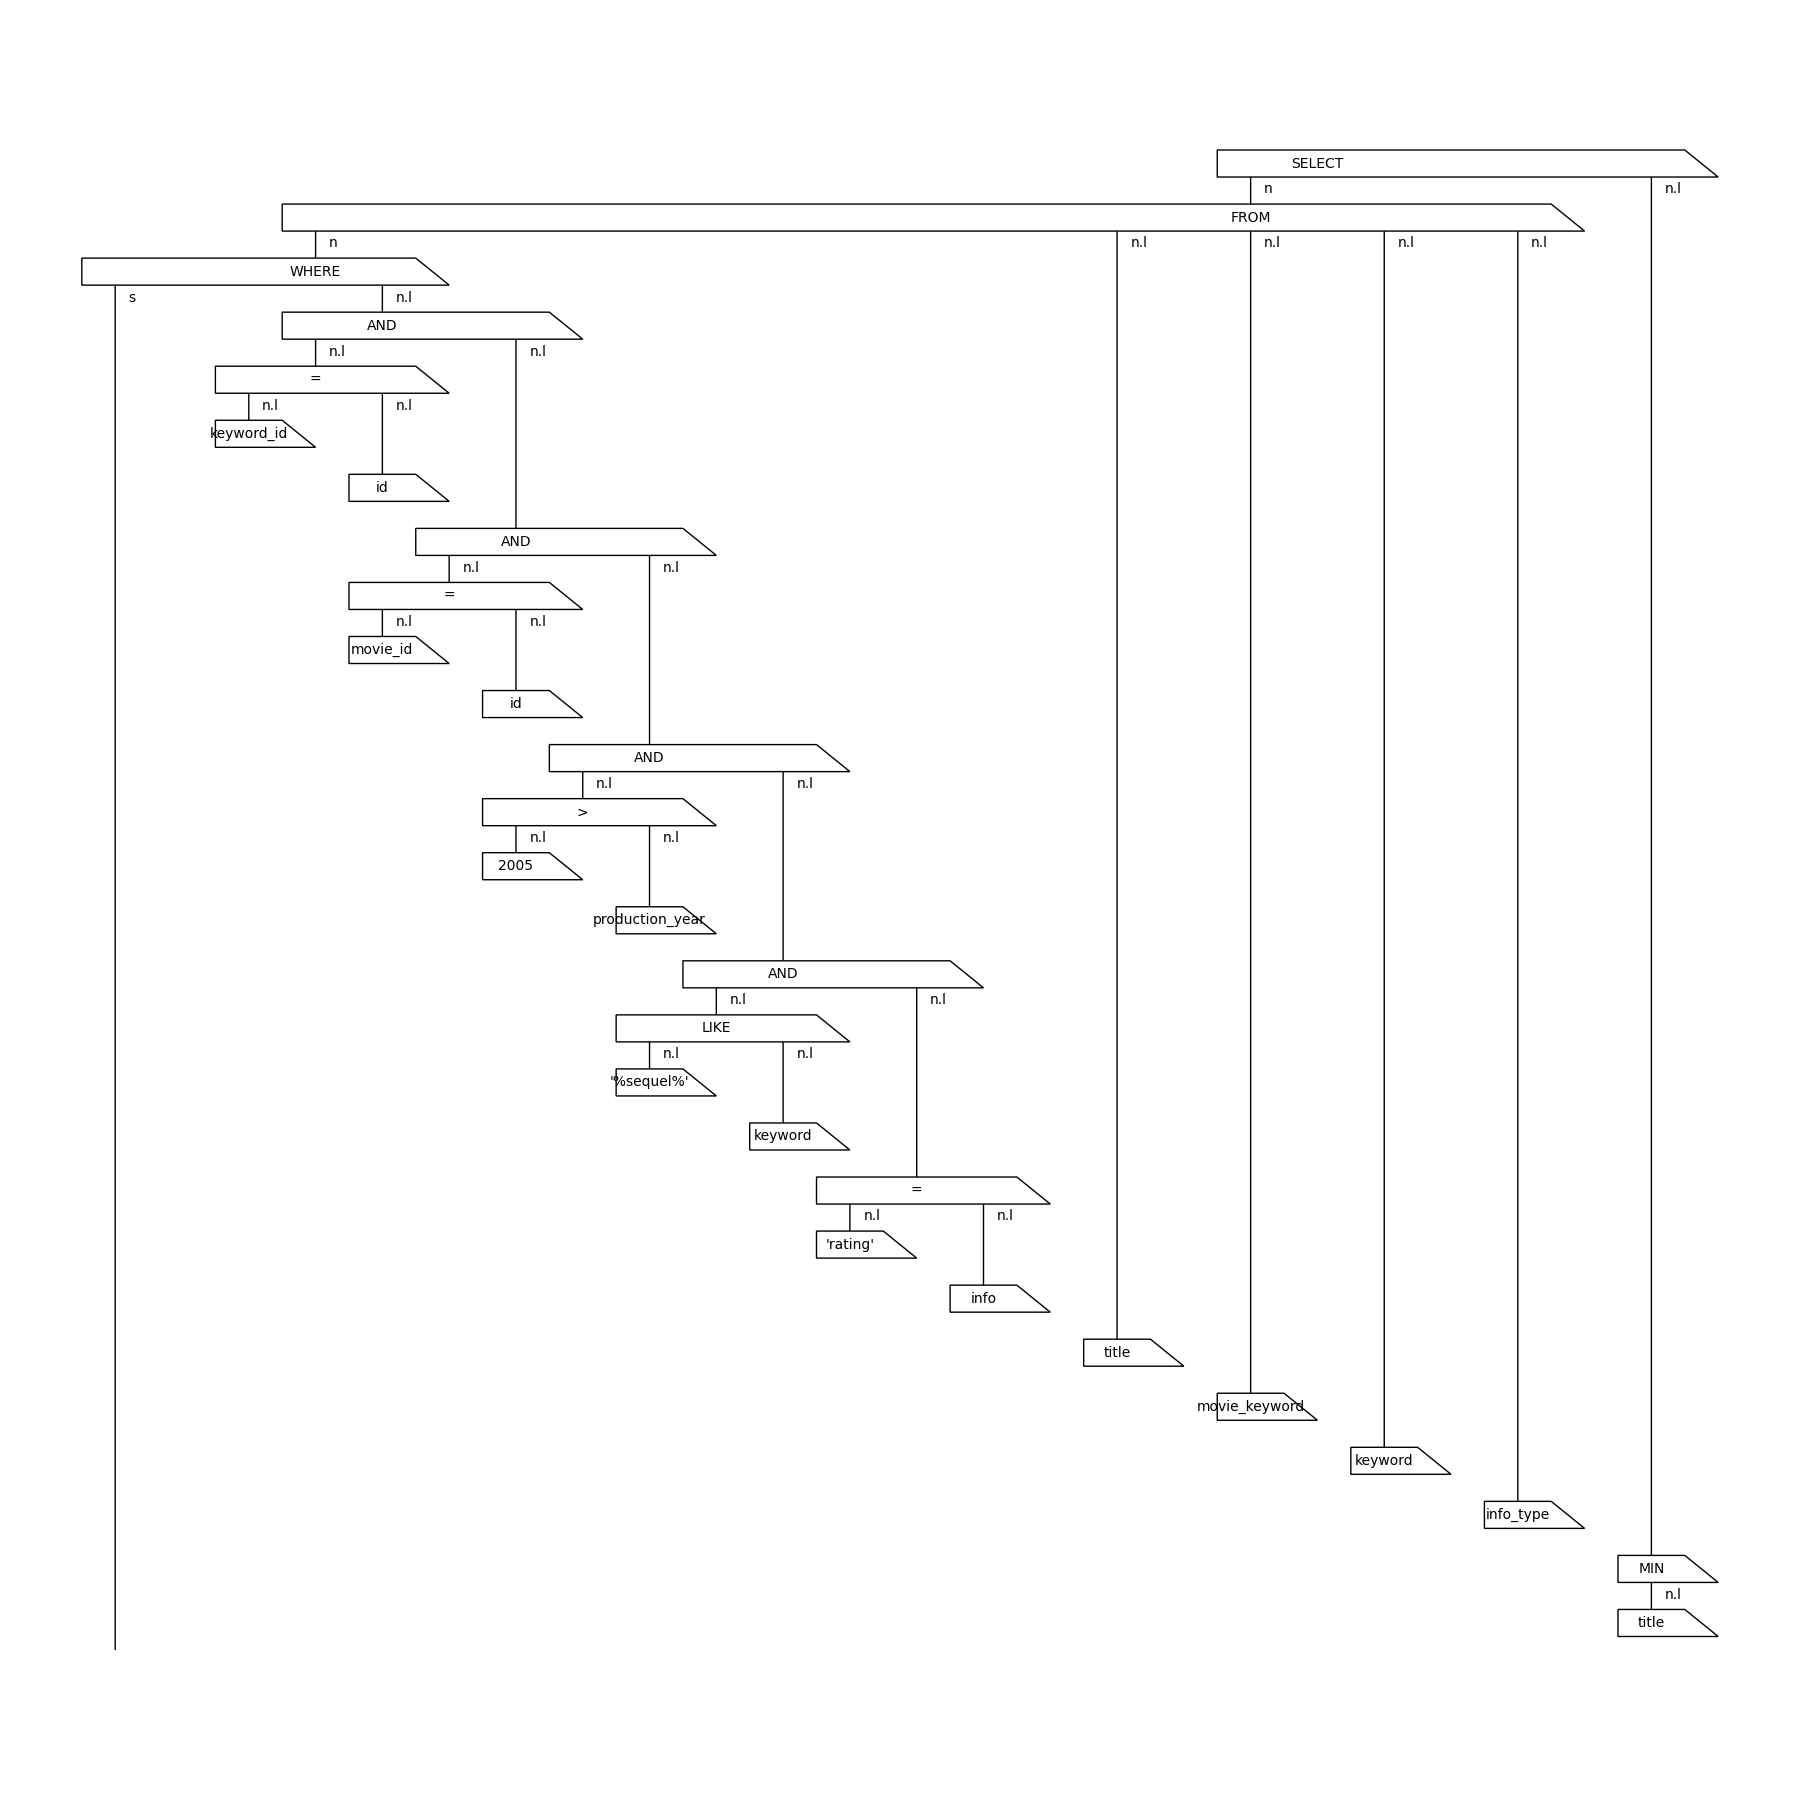 SELECT
n n.l
FROM
n n.l n.l n.l n.l
WHERE
s n.l
AND
n.l n.l
=
n.l n.l
keyword_id
id
AND
n.l n.l
=
n.l n.l
movie_id
id
AND
n.l n.l
>
n.l n.l
2005
production_year
AND
n.l n.l
LIKE
n.l n.l
'%sequel%'
keyword
=
n.l n.l
'rating'
info
title
movie_keyword
keyword
info_type
MIN
n.l
title